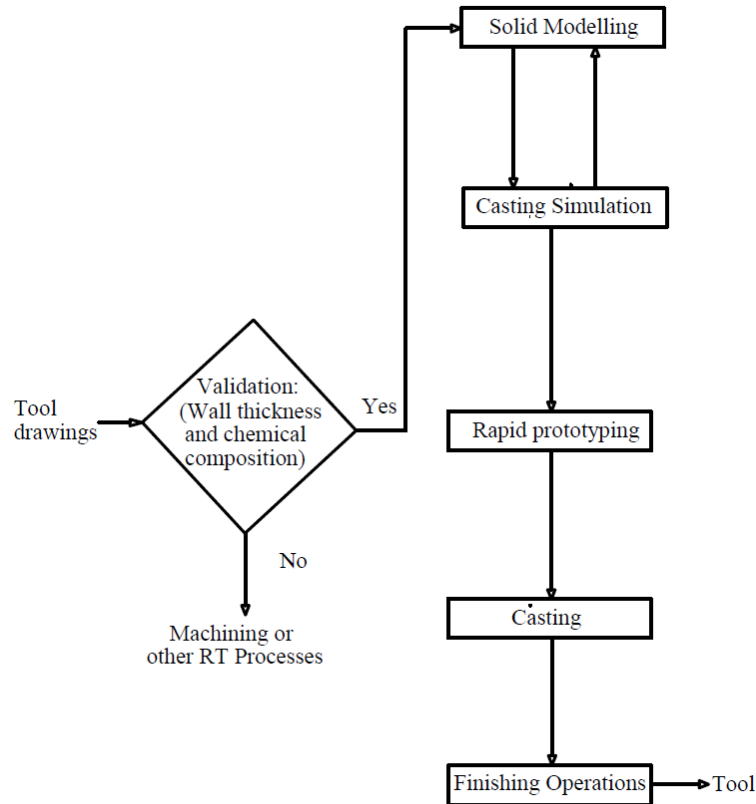 Solid Modelling
Casting Simulation
Validation:
(Wall thickness
and chemical
composition)
Yes
Tool
drawings
Rapid prototyping
No
Machining or
other RT Processes
Casting
Finishing Operations
Tool